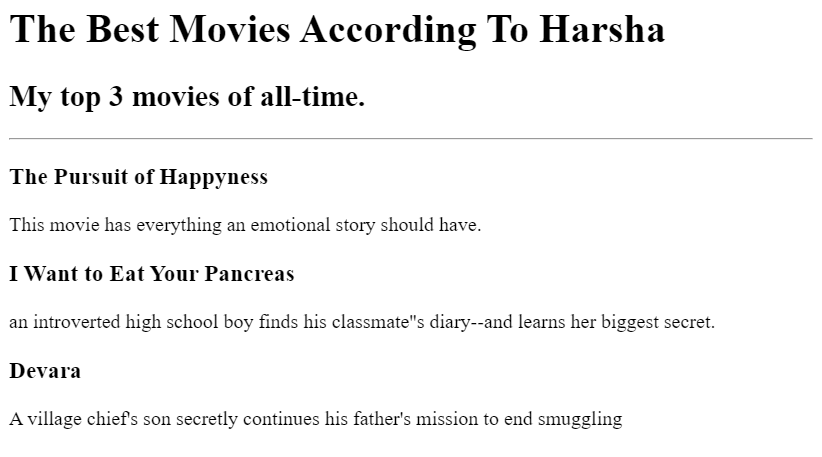 The Best Movies According To Harsha
My top 3 movies of all-time.
The Pursuit of Happyness
This movie has everything an emotional story should have.
I Want to Eat Your Pancreas
an introverted high school boy finds his classmate"s diary--and learns her biggest secret.
Devara
A village chief's son secretly continues his father's mission to end smuggling